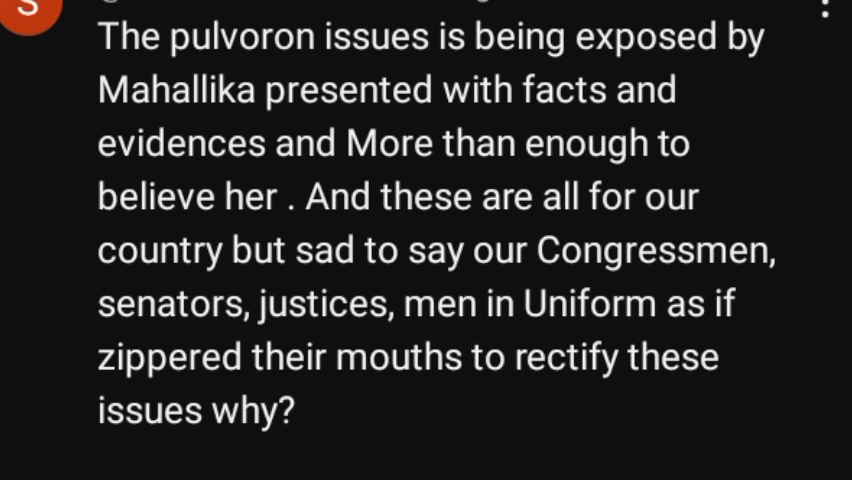 S
The pulvoron issues is being exposed by
Mahallika presented with facts and
evidences and More than enough to
believe her . And these are all for our
country but sad to say our Congressmen,
senators, justices, men in Uniform as if
zippered their mouths to rectify these
issues why?